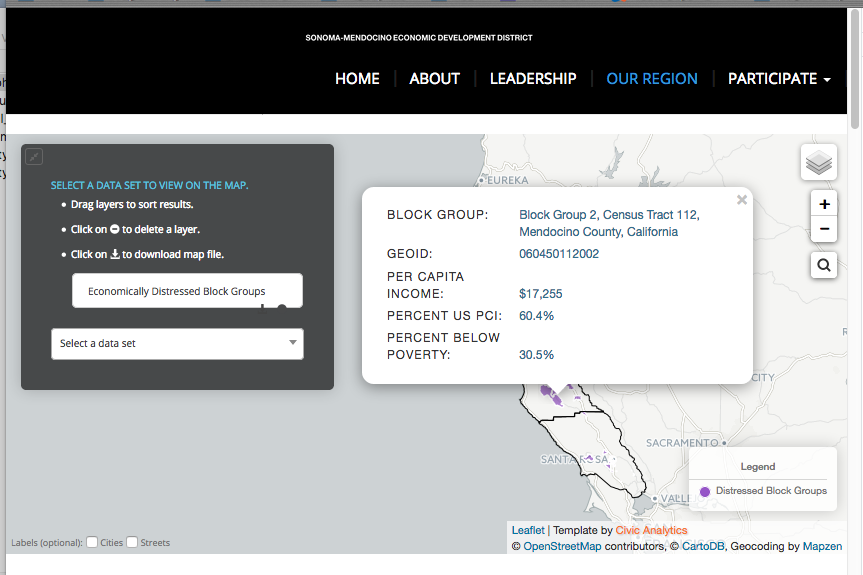 SONOMA-MENDOCINO ECONOMIC DEVELOPMENT DISTRICT
HOME ABOUT LEADERSHIP OUR REGION PARTICIPATE
SELECT A DATA SET TO VIEW ON THE MAP.
• Drag layers to sort results.
• Click on to delete a layer.
• Click on to download map file.
Economically Distressed Block Groups
Select a data set
EUREKA
BLOCK GROUP: Block Group 2, Census Tract 112,
Mendocino County, California
GEOID: 060450112002
PER CAPITA
INCOME: $17,255
PERCENT US PCI: 60.4%
PERCENT BELOW
POVERTY: 30.5%
+
−
CITY
SACRAMENTO
SANTA ROSA
Legend
Distressed Block Groups
Labels (optional): Cities Streets
Leaflet | Template by Civic Analytics
© OpenStreetMap contributors, © CartoDB, Geocoding by Mapzen